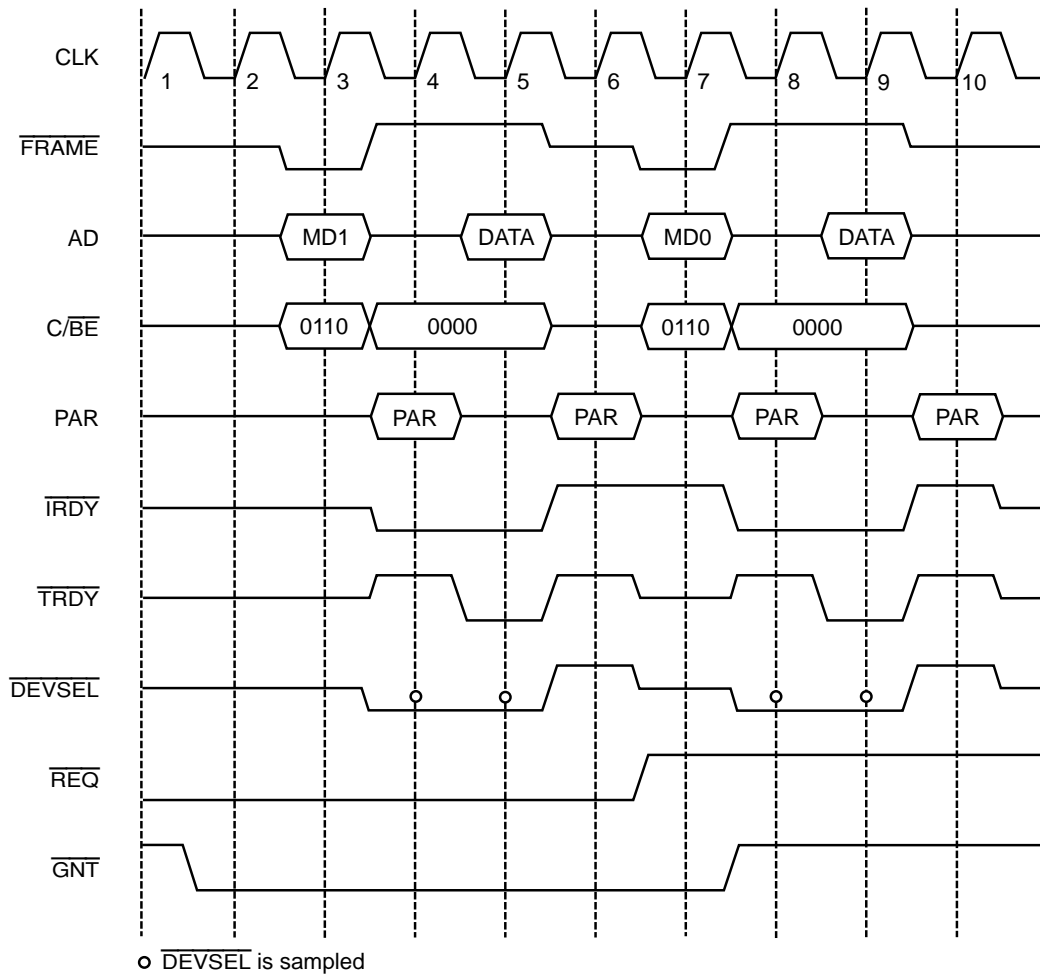 CLK
1 2 3 4 5 6 7 8 9 10
FRAME
AD
MD1 DATA MD0 DATA
C/BE
0110 0000 0110 0000
PAR
PAR PAR PAR PAR
IRDY
TRDY
DEVSEL
REQ
GNT
DEVSEL is sampled